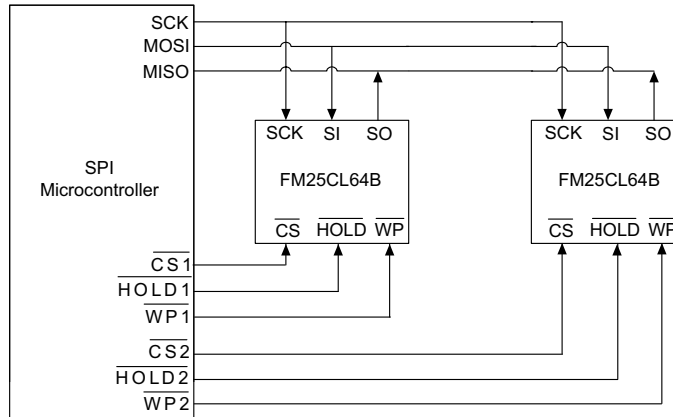 SCK
MOSI
MISO
SPI
Microcontroller
SCK SI SO
FM25CL64B
CS HOLD WP
SCK SI SO
FM25CL64B
CS HOLD WP
CS1
HOLD1
WP1
CS2
HOLD2
WP2